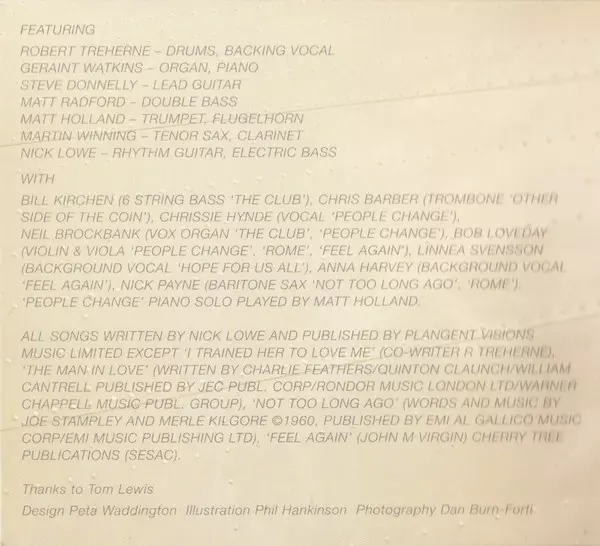 FEATURING
ROBERT TREHERNE – DRUMS, BACKING VOCAL
GERAINT WATKINS – ORGAN, PIANO
STEVE DONNELLY – LEAD GUITAR
MATT RADFORD – DOUBLE BASS
MATT HOLLAND – TRUMPET, FLUGELHORN
MARTIN WINNING – TENOR SAX, CLARINET
NICK LOWE – RHYTHM GUITAR, ELECTRIC BASS
WITH
BILL KIRCHEN (6 STRING BASS ‘THE CLUB’), CHRIS BARBER (TROMBONE ‘OTHER
SIDE OF THE COIN’), CHRISSIE HYNDE (VOCAL ‘PEOPLE CHANGE’),
NEIL BROCKBANK (VOX ORGAN ‘THE CLUB’, ‘PEOPLE CHANGE’), BOB LOVEDAY
(VIOLIN & VIOLA ‘PEOPLE CHANGE’, ‘ROME’, ‘FEEL AGAIN’), LINNEA SVENSSON
(BACKGROUND VOCAL ‘HOPE FOR US ALL’), ANNA HARVEY (BACKGROUND VOCAL
‘FEEL AGAIN’), NICK PAYNE (BARITONE SAX ‘NOT TOO LONG AGO’, ‘ROME’).
‘PEOPLE CHANGE’ PIANO SOLO PLAYED BY MATT HOLLAND.
ALL SONGS WRITTEN BY NICK LOWE AND PUBLISHED BY PLANGENT VISIONS
MUSIC LIMITED EXCEPT ‘I TRAINED HER TO LOVE ME’ (CO-WRITER R TREHERNE),
‘THE MAN IN LOVE’ (WRITTEN BY CHARLIE FEATHERS/QUINTON CLAUNCH/WILLIAM
CANTRELL PUBLISHED BY JEC PUBL. CORP/RONDOR MUSIC LONDON LTD/WARNER
CHAPPELL MUSIC PUBL. GROUP), ‘NOT TOO LONG AGO’ (WORDS AND MUSIC BY
JOE STAMPLEY AND MERLE KILGORE ©1960, PUBLISHED BY EMI AL GALLICO MUSIC
CORP/EMI MUSIC PUBLISHING LTD), ‘FEEL AGAIN’ (JOHN M VIRGIN) CHERRY TREE
PUBLICATIONS (SESAC).
Thanks to Tom Lewis
Design Peta Waddington Illustration Phil Hankinson Photography Dan Burn-Forti